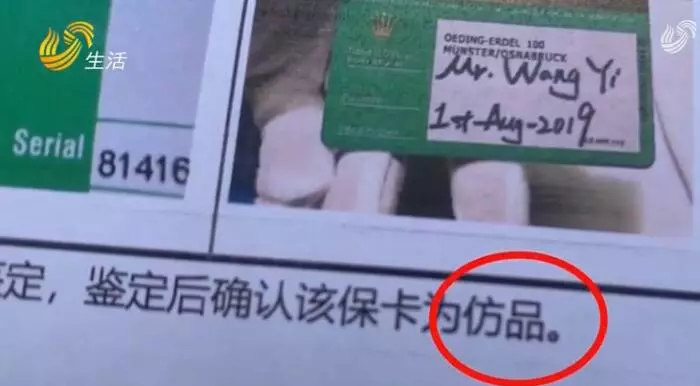 生活
OEDING-ERDEL 100
MÜNSTER/OSNABRUCK
Mr. Wang Yi
1st-Aug-2019
Serial
81416
定，鉴定后确认该保卡为仿品。